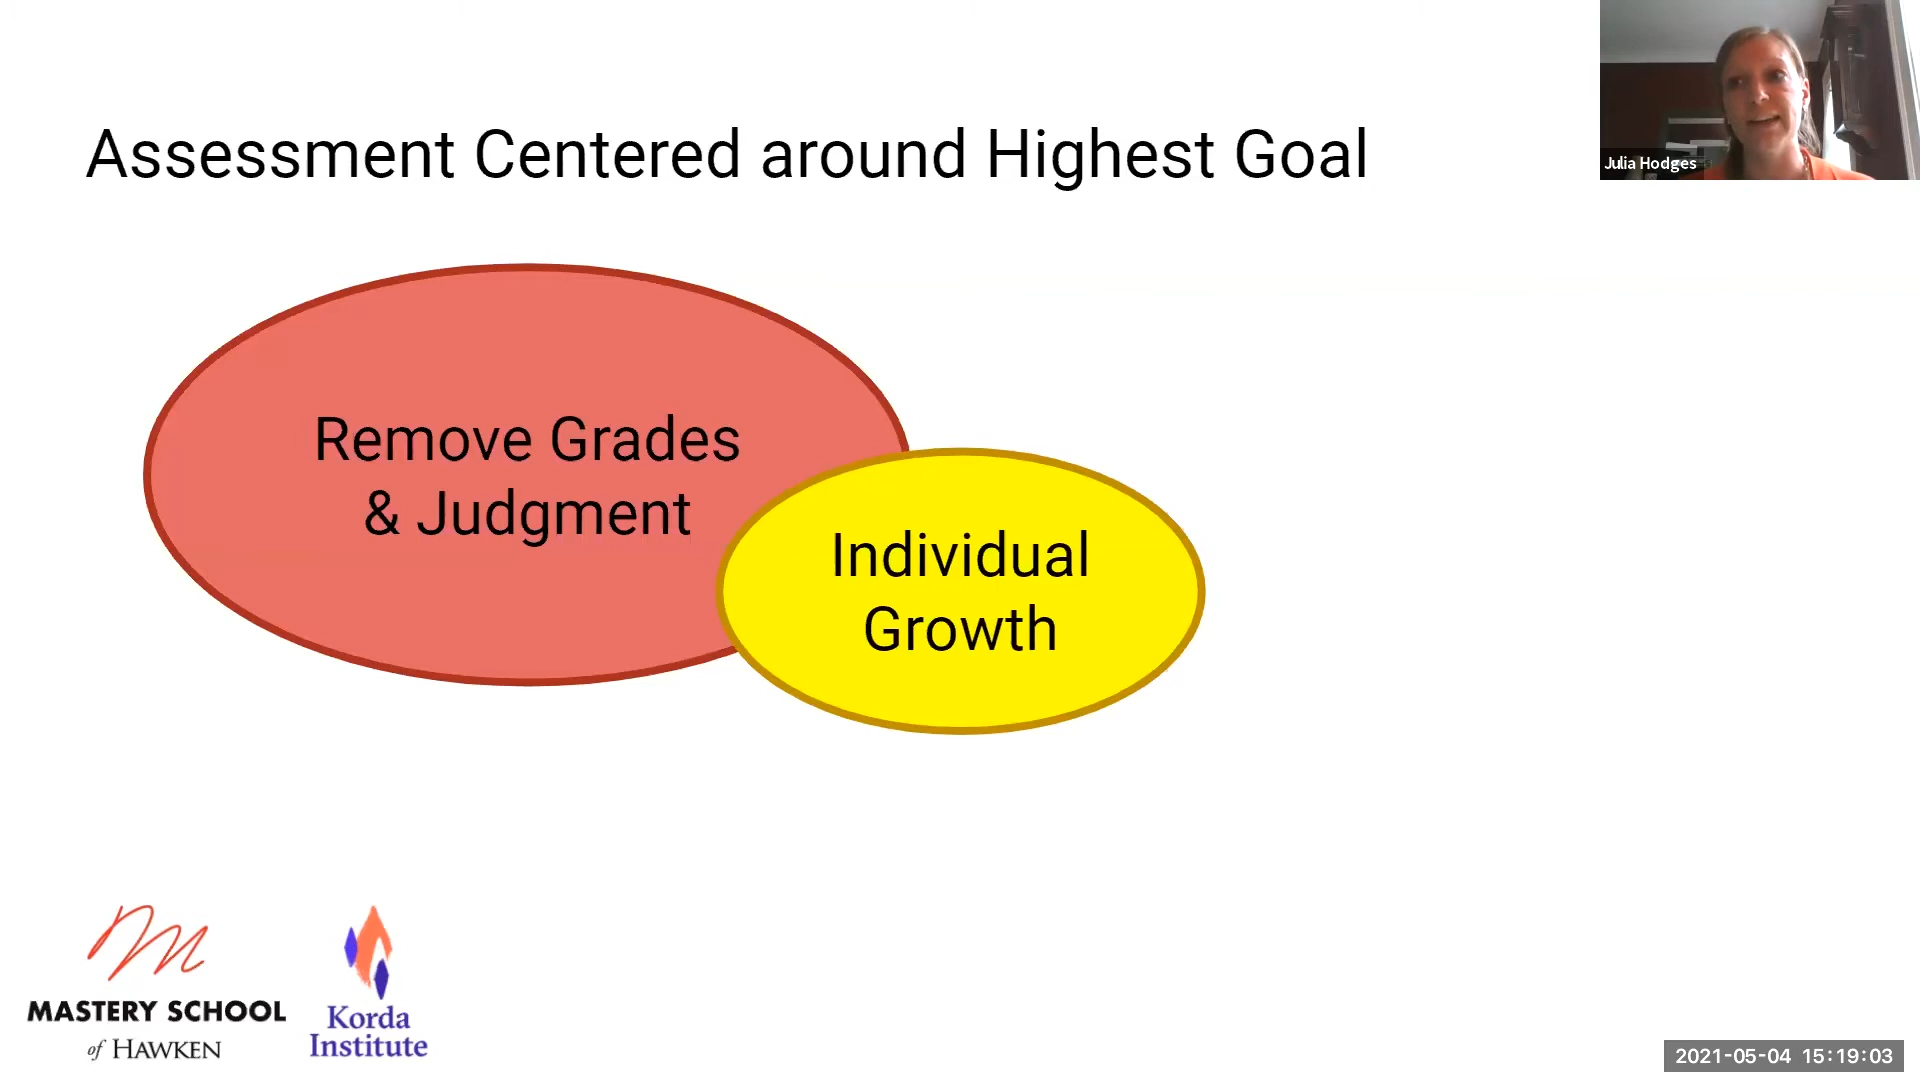 Assessment Centered around Highest Goal
Julia Hodges
Remove Grades
& Judgment
Individual
Growth
MASTERY SCHOOL
of HAWKEN
Korda
Institute
2021-05-04 15:19:03